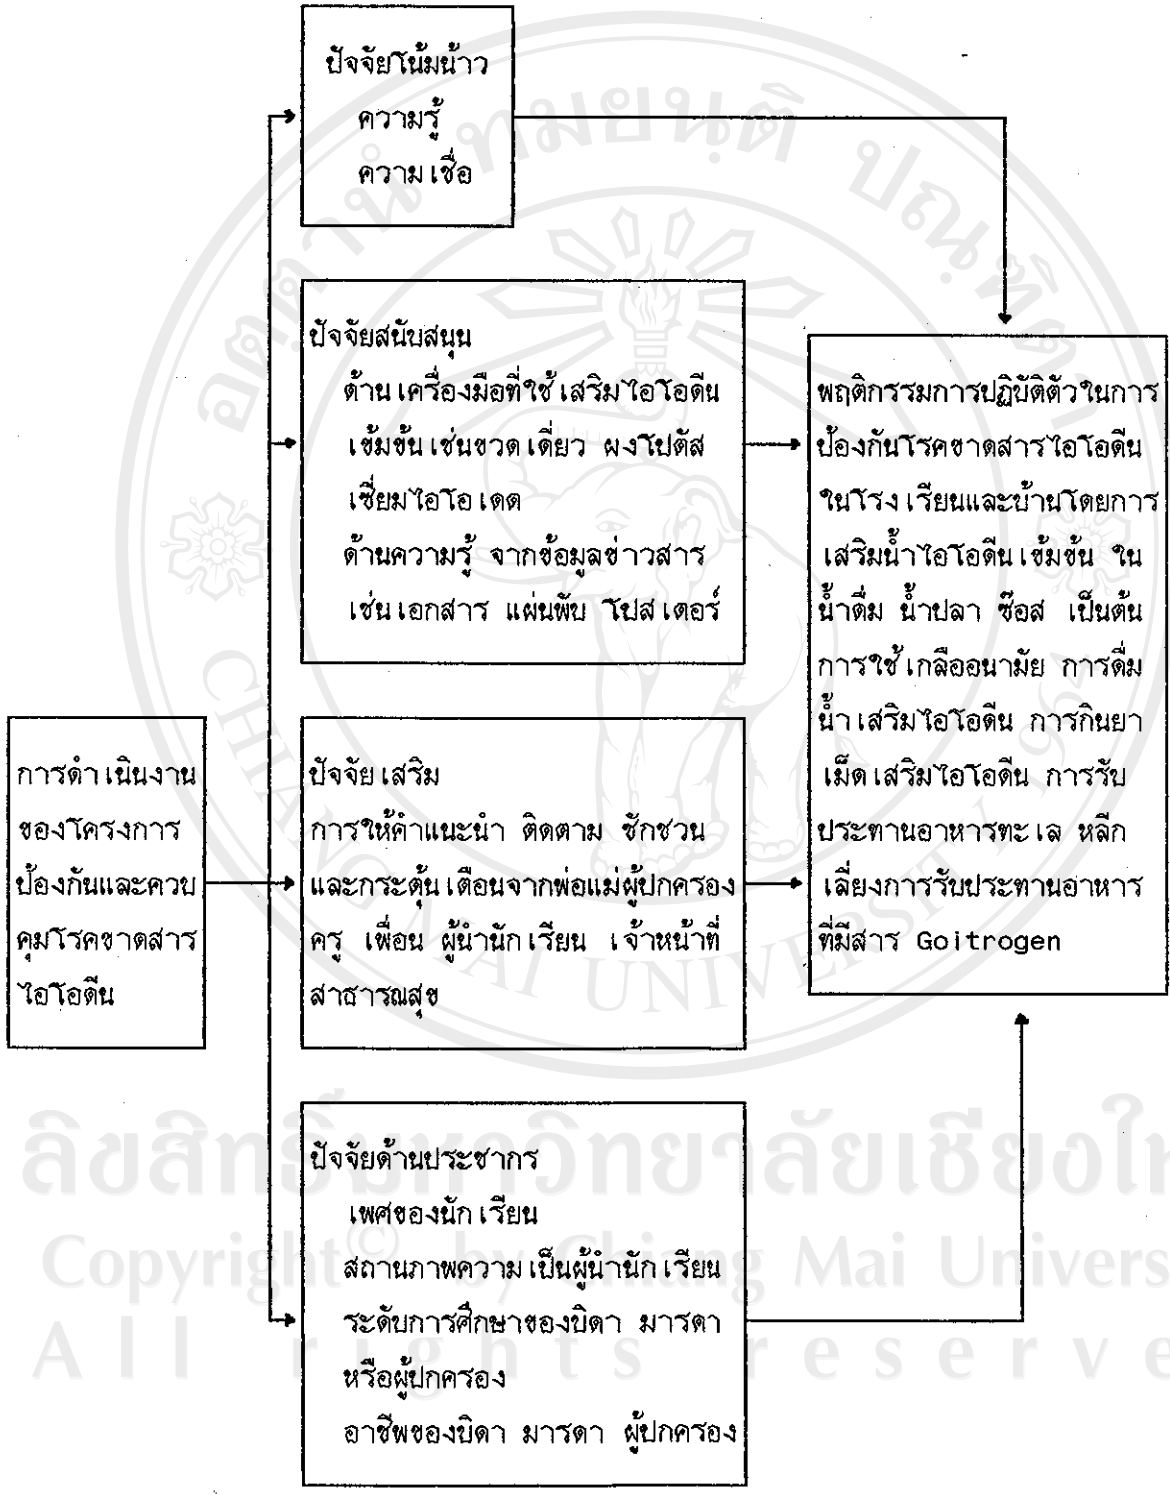 ปัจจัยโน้มน้าว
ความรู้
ความเชื่อ
ปัจจัยสนับสนุน
ด้านเครื่องมือที่ใช้เสริมไอโอดีน
เข้มข้นเช่นขวดเดี่ยว ผงโปตัส
เซี่ยมไอโอเดต
ด้านความรู้ จากข้อมูลข่าวสาร
เช่นเอกสาร แผ่นพับ โปสเตอร์
พฤติกรรมการปฏิบัติตัวในการ
ป้องกันโรคขาดสารไอโอดีน
ในโรงเรียนและบ้านโดยการ
เสริมน้ำไอโอดีนเข้มข้น ใน
น้ำดื่ม น้ำปลา ซ๊อส เป็นต้น
การใช้เกลืออนามัย การดื่ม
น้ำเสริมไอโอดีน การกินยา
เม็ดเสริมไอโอดีน การรับ
ประทานอาหารทะเล หลีก
เลี่ยงการรับประทานอาหาร
ที่มีสาร Goitrogen
การดำเนินงาน
ของโครงการ
ป้องกันและควบ
คุมโรคขาดสาร
ไอโอดีน
ปัจจัยเสริม
การให้คำแนะนำ ติดตาม ชักชวน
และกระตุ้นเตือนจากพ่อแม่ผู้ปกครอง
ครู เพื่อน ผู้นำนักเรียน เจ้าหน้าที่
สาธารณสุข
ปัจจัยด้านประชากร
เพศของนักเรียน
สถานภาพความเป็นผู้นำนักเรียน
ระดับการศึกษาของบิดา มารดา
หรือผู้ปกครอง
อาชีพของบิดา มารดา ผู้ปกครอง
CHIANG MAI UNIVERSITY 1964
Copyright© by Chiang Mai Univers
All rights reserve